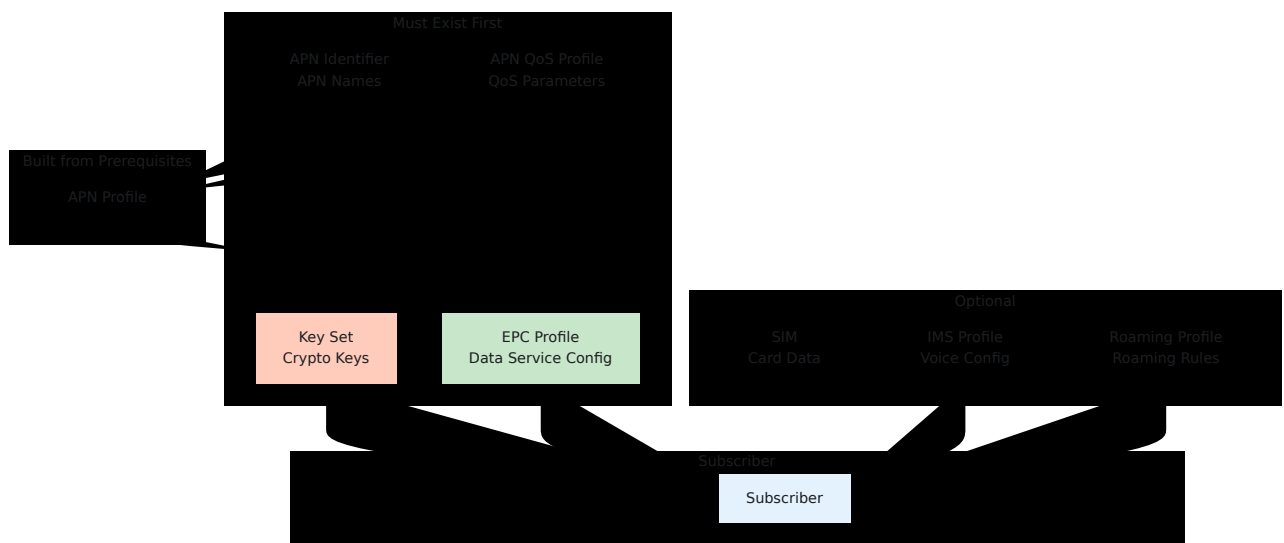 Must Exist First
APN Identifier
APN Names
APN QoS Profile
QoS Parameters
Built from Prerequisites
APN Profile
Key Set
Crypto Keys
EPC Profile
Data Service Config
Optional
SIM
Card Data
IMS Profile
Voice Config
Roaming Profile
Roaming Rules
Subscriber
Subscriber